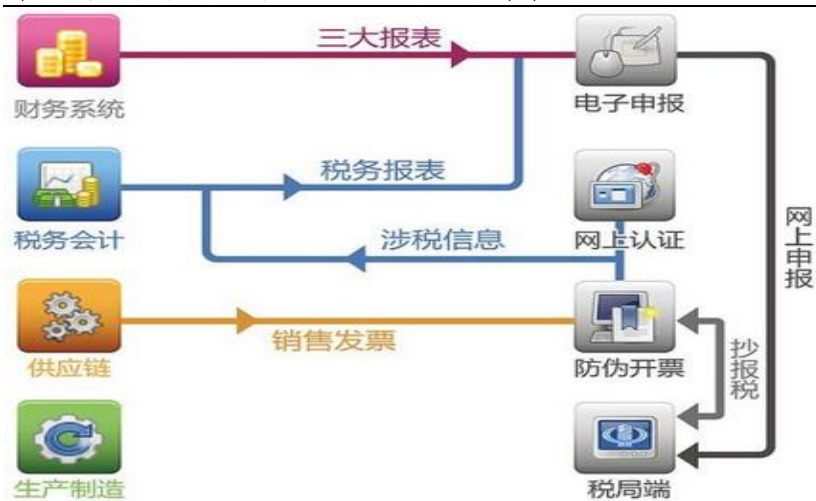 三大报表
财务系统
电子申报
税务报表
税务会计
涉税信息
网上认证
网上申报
销售发票
供应链
防伪开票
抄报税
生产制造
税局端